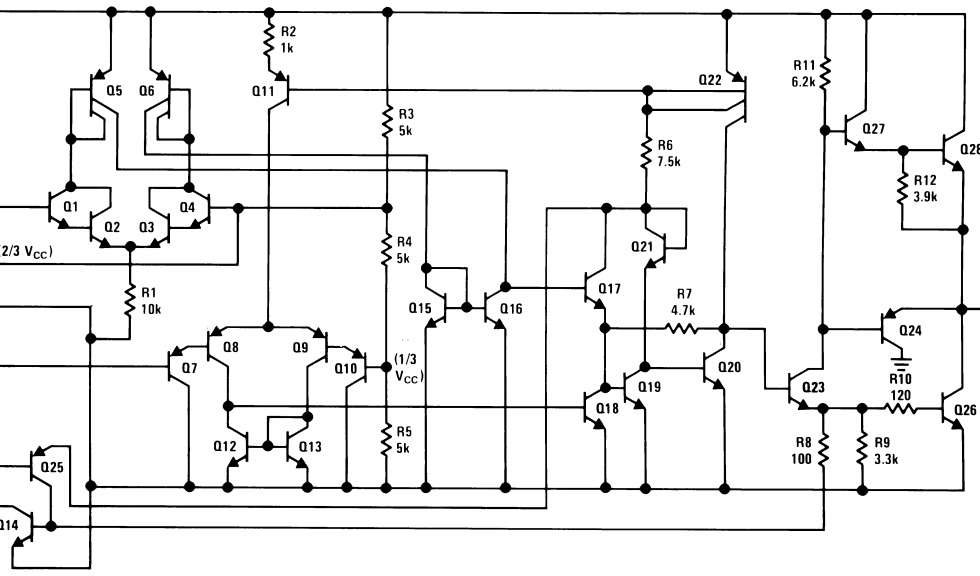 R2
1k
Q5
Q6
Q11
Q22
R11
6.2k
R3
5k
Q27
Q28
R6
7.5k
R12
3.9k
Q1
Q2
Q3
Q4
(2/3 VCC)
R4
5k
Q21
R1
10k
Q15
Q16
Q17
R7
4.7k
Q24
Q8
Q9
Q7
Q10
(1/3
VCC)
Q20
Q23
R10
120
Q19
Q18
Q26
Q12
Q13
R5
5k
R8
100
R9
3.3k
Q25
Q14